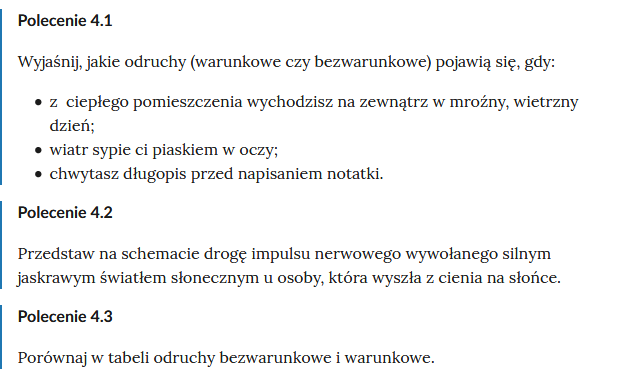 Polecenie 4.1
Wyjaśnij, jakie odruchy (warunkowe czy bezwarunkowe) pojawią się, gdy:
• z ciepłego pomieszczenia wychodzisz na zewnątrz w mroźny, wietrzny
dzień;
• wiatr sypie ci piaskiem w oczy;
• chwytasz długopis przed napisaniem notatki.
Polecenie 4.2
Przedstaw na schemacie drogę impulsu nerwowego wywołanego silnym
jaskrawym światłem słonecznym u osoby, która wyszła z cienia na słońce.
Polecenie 4.3
Porównaj w tabeli odruchy bezwarunkowe i warunkowe.